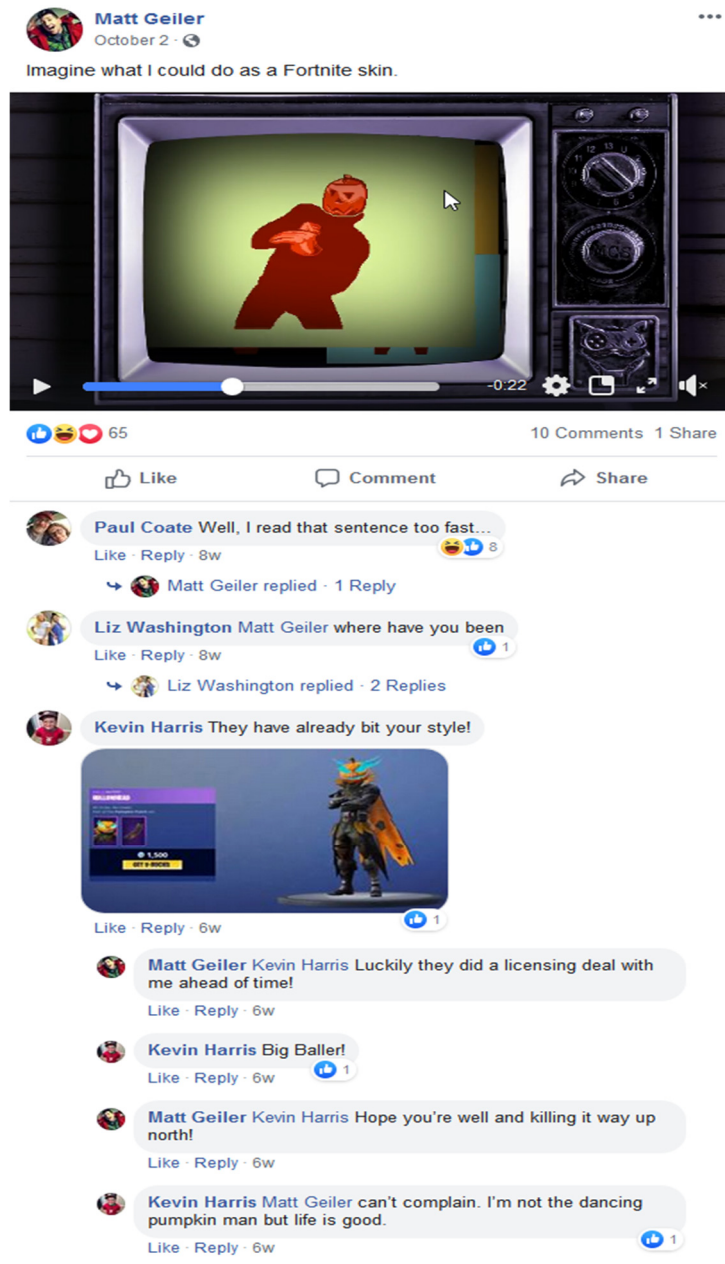 Matt Geiler
October 2 ·
Imagine what I could do as a Fortnite skin.
-0:22
65
10 Comments 1 Share
Like Comment Share
Paul Coate Well, I read that sentence too fast...
Like · Reply · 8w
8
Matt Geiler replied · 1 Reply
Liz Washington Matt Geiler where have you been
Like · Reply · 8w
1
Liz Washington replied · 2 Replies
Kevin Harris They have already bit your style!
1,500
GET V-BUCKS
Like · Reply · 6w
1
Matt Geiler Kevin Harris Luckily they did a licensing deal with
me ahead of time!
Like · Reply · 6w
Kevin Harris Big Baller!
Like · Reply · 6w
1
Matt Geiler Kevin Harris Hope you're well and killing it way up
north!
Like · Reply · 6w
Kevin Harris Matt Geiler can't complain. I'm not the dancing
pumpkin man but life is good.
Like · Reply · 6w
1